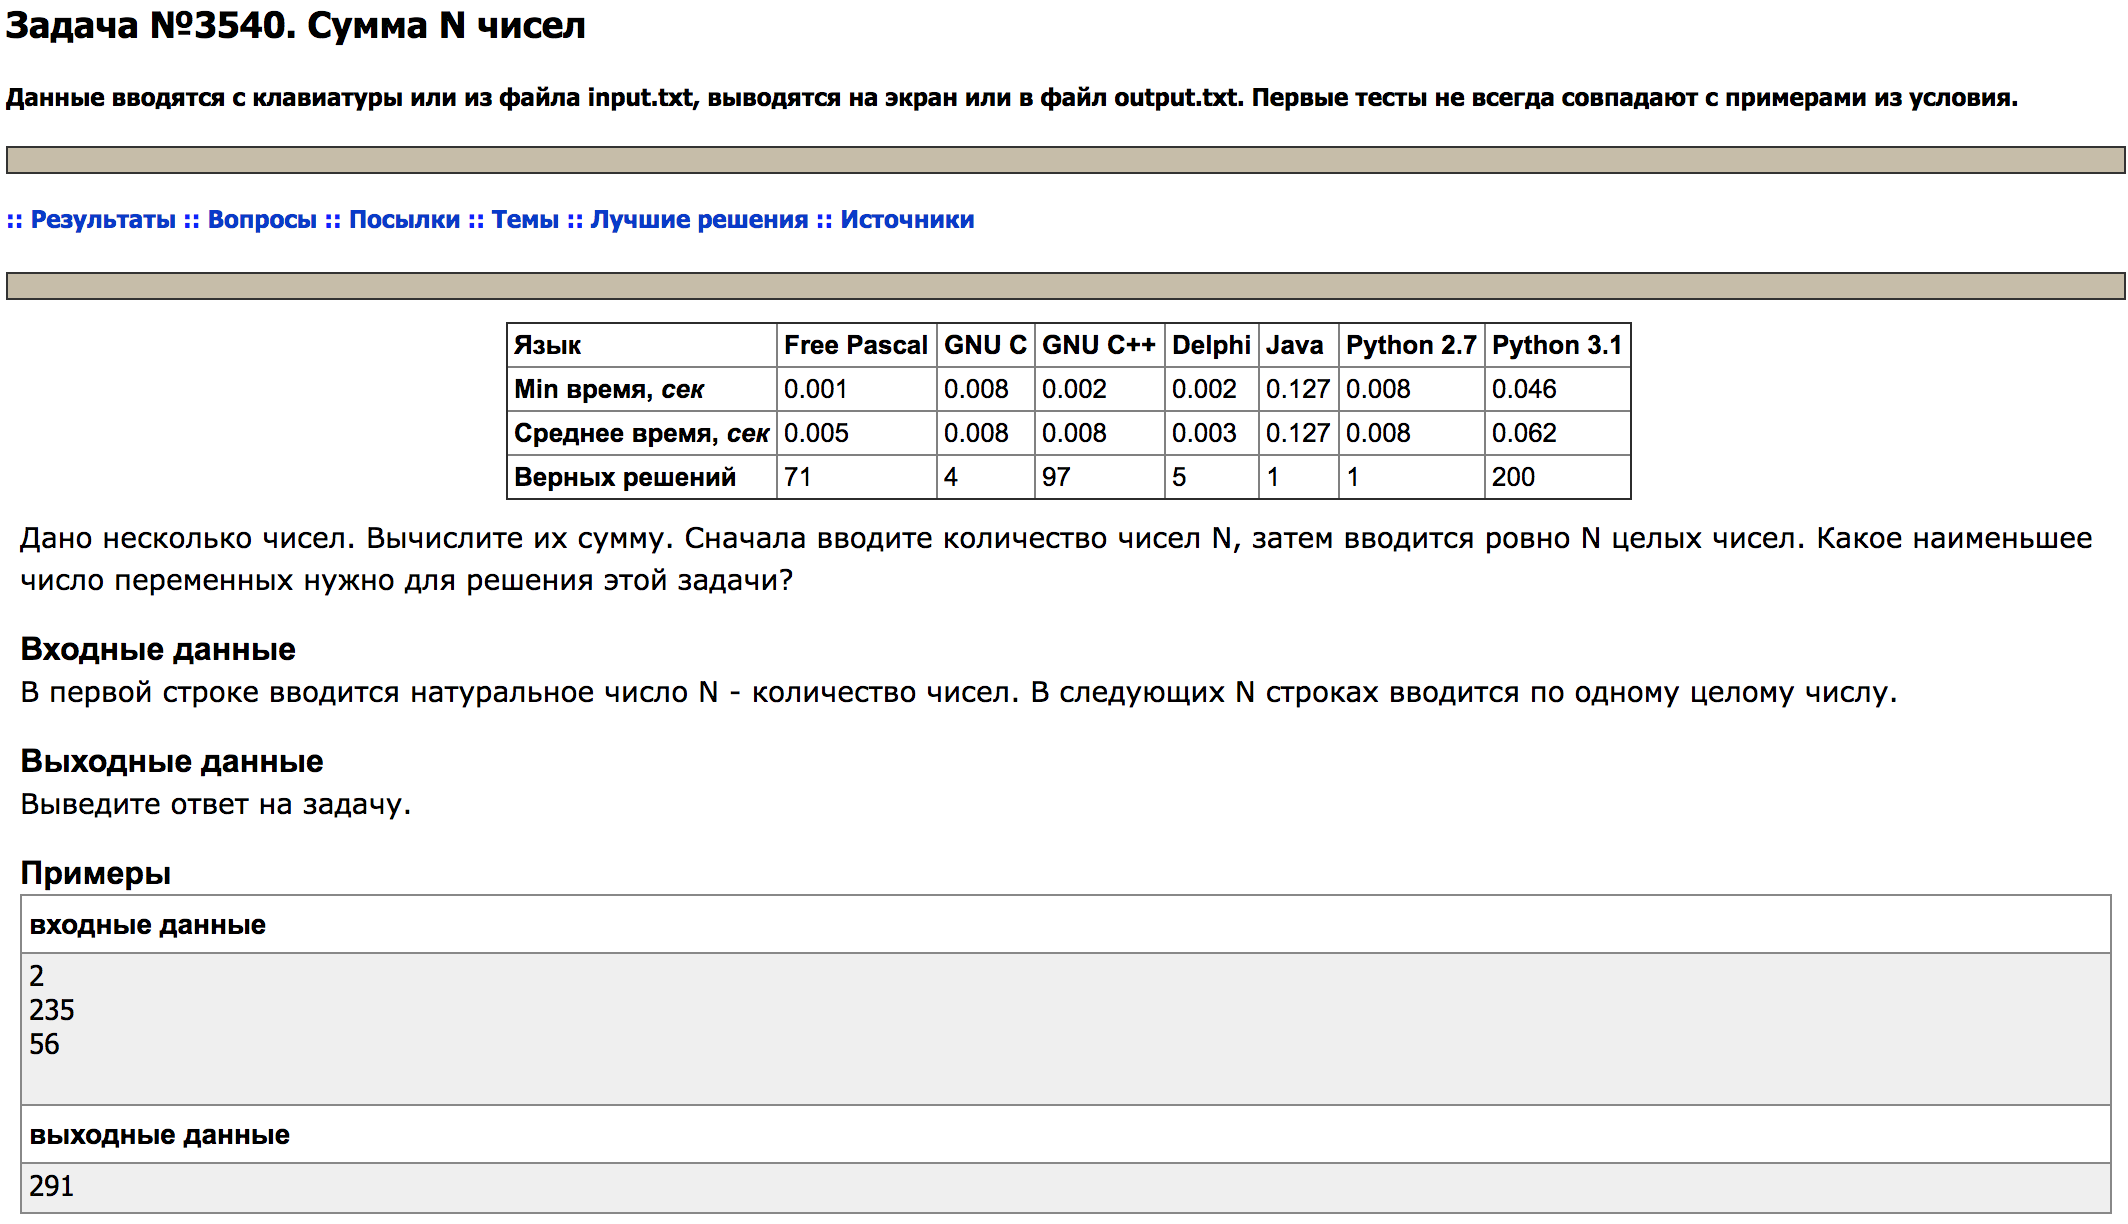 Задача №3540. Сумма N чисел
Данные вводятся с клавиатуры или из файла input.txt, выводятся на экран или в файл output.txt. Первые тесты не всегда совпадают с примерами из условия.
:: Результаты :: Вопросы :: Посылки :: Темы :: Лучшие решения :: Источники
Язык Free Pascal GNU C GNU C++ Delphi Java Python 2.7 Python 3.1
Min время, сек 0.001 0.008 0.002 0.002 0.127 0.008 0.046
Среднее время, сек 0.005 0.008 0.008 0.003 0.127 0.008 0.062
Верных решений 71 4 97 5 1 1 200
Дано несколько чисел. Вычислите их сумму. Сначала вводите количество чисел N, затем вводится ровно N целых чисел. Какое наименьшее
число переменных нужно для решения этой задачи?
Входные данные
В первой строке вводится натуральное число N - количество чисел. В следующих N строках вводится по одному целому числу.
Выходные данные
Выведите ответ на задачу.
Примеры
входные данные
2
235
56
выходные данные
291